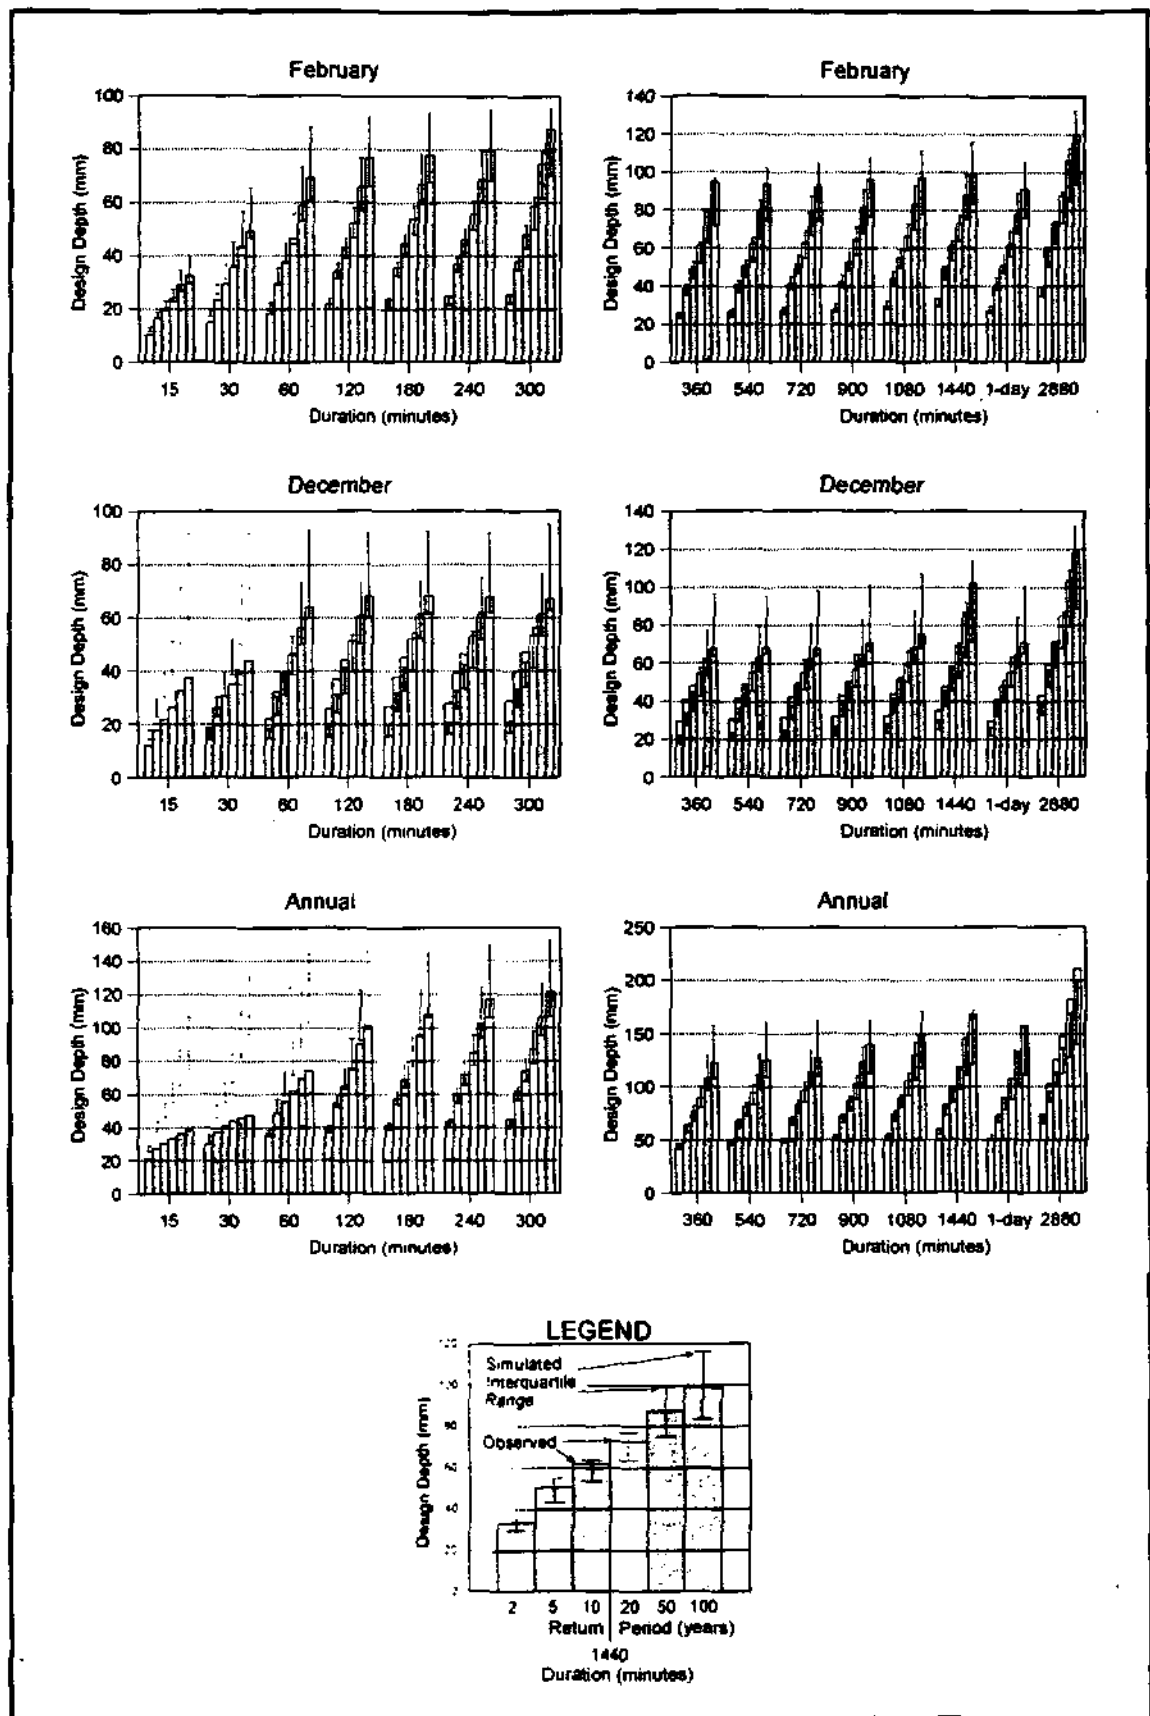 February
100
80
60
40
20
0
Design Depth (mm)
15 30 60 120 180 240 300
Duration (minutes)
February
140
120
100
80
60
40
20
0
Design Depth (mm)
360 540 720 900 1080 1440 1-day 2880
Duration (minutes)
December
100
80
60
40
20
0
Design Depth (mm)
15 30 60 120 180 240 300
Duration (minutes)
December
140
120
100
80
60
40
20
0
Design Depth (mm)
360 540 720 900 1080 1440 1-day 2880
Duration (minutes)
Annual
160
140
120
100
80
60
40
20
0
Design Depth (mm)
15 30 60 120 180 240 300
Duration (minutes)
Annual
250
200
150
100
50
0
Design Depth (mm)
360 540 720 900 1080 1440 1-day 2880
Duration (minutes)
LEGEND
Simulated
Interquartile
Range
Observed
Design Depth (mm)
2 5 10 20 50 100
Return Period (years)
1440
Duration (minutes)